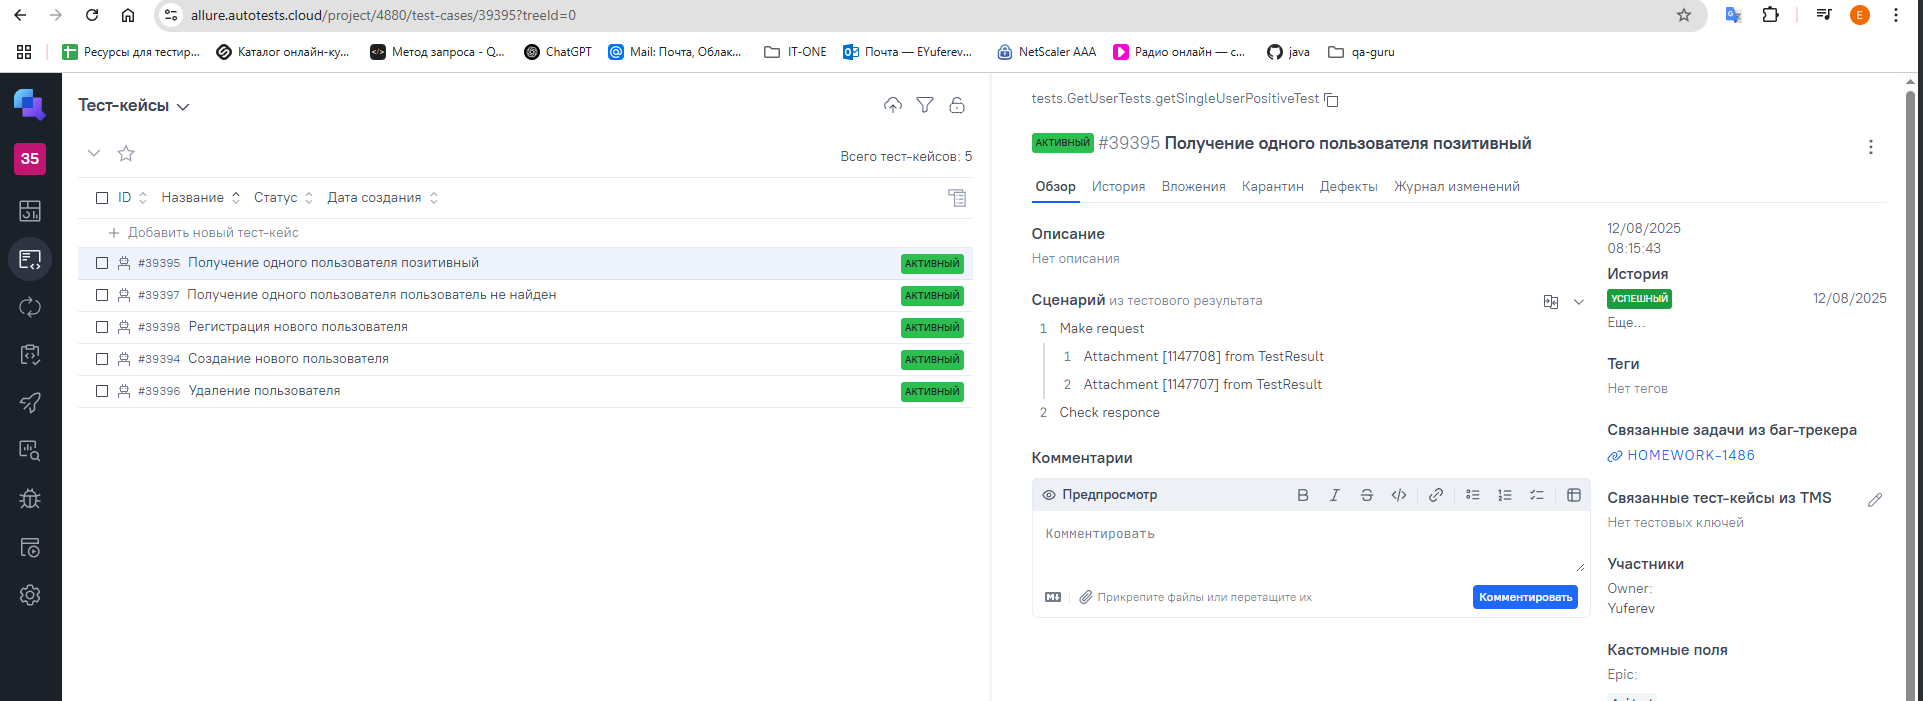 allure.autotests.cloud/project/4880/test-cases/39395?treeId=0
E
Ресурсы для тестир...
Каталог онлайн-ку...
Метод запроса - Q...
ChatGPT
Mail: Почта, Облак...
IT-ONE
Почта — EYuferev...
NetScaler AAA
Радио онлайн — с...
java
qa-guru
35
Тест-кейсы
Всего тест-кейсов: 5
ID Название Статус Дата создания
Добавить новый тест-кейс
#39395 Получение одного пользователя позитивный АКТИВНЫЙ
#39397 Получение одного пользователя пользователь не найден АКТИВНЫЙ
#39398 Регистрация нового пользователя АКТИВНЫЙ
#39394 Создание нового пользователя АКТИВНЫЙ
#39396 Удаление пользователя АКТИВНЫЙ
tests.GetUserTests.getSingleUserPositiveTest
АКТИВНЫЙ #39395 Получение одного пользователя позитивный
Обзор История Вложения Карантин Дефекты Журнал изменений
Описание
Нет описания
Сценарий из тестового результата
1 Make request
1 Attachment [1147708] from TestResult
2 Attachment [1147707] from TestResult
2 Check responce
Комментарии
Предпросмотр
Комментировать
Прикрепите файлы или перетащите их
Комментировать
12/08/2025
08:15:43
История
УСПЕШНЫЙ 12/08/2025
Еще...
Теги
Нет тегов
Связанные задачи из баг-трекера
HOMEWORK-1486
Связанные тест-кейсы из TMS
Нет тестовых ключей
Участники
Owner:
Yuferev
Кастомные поля
Epic: